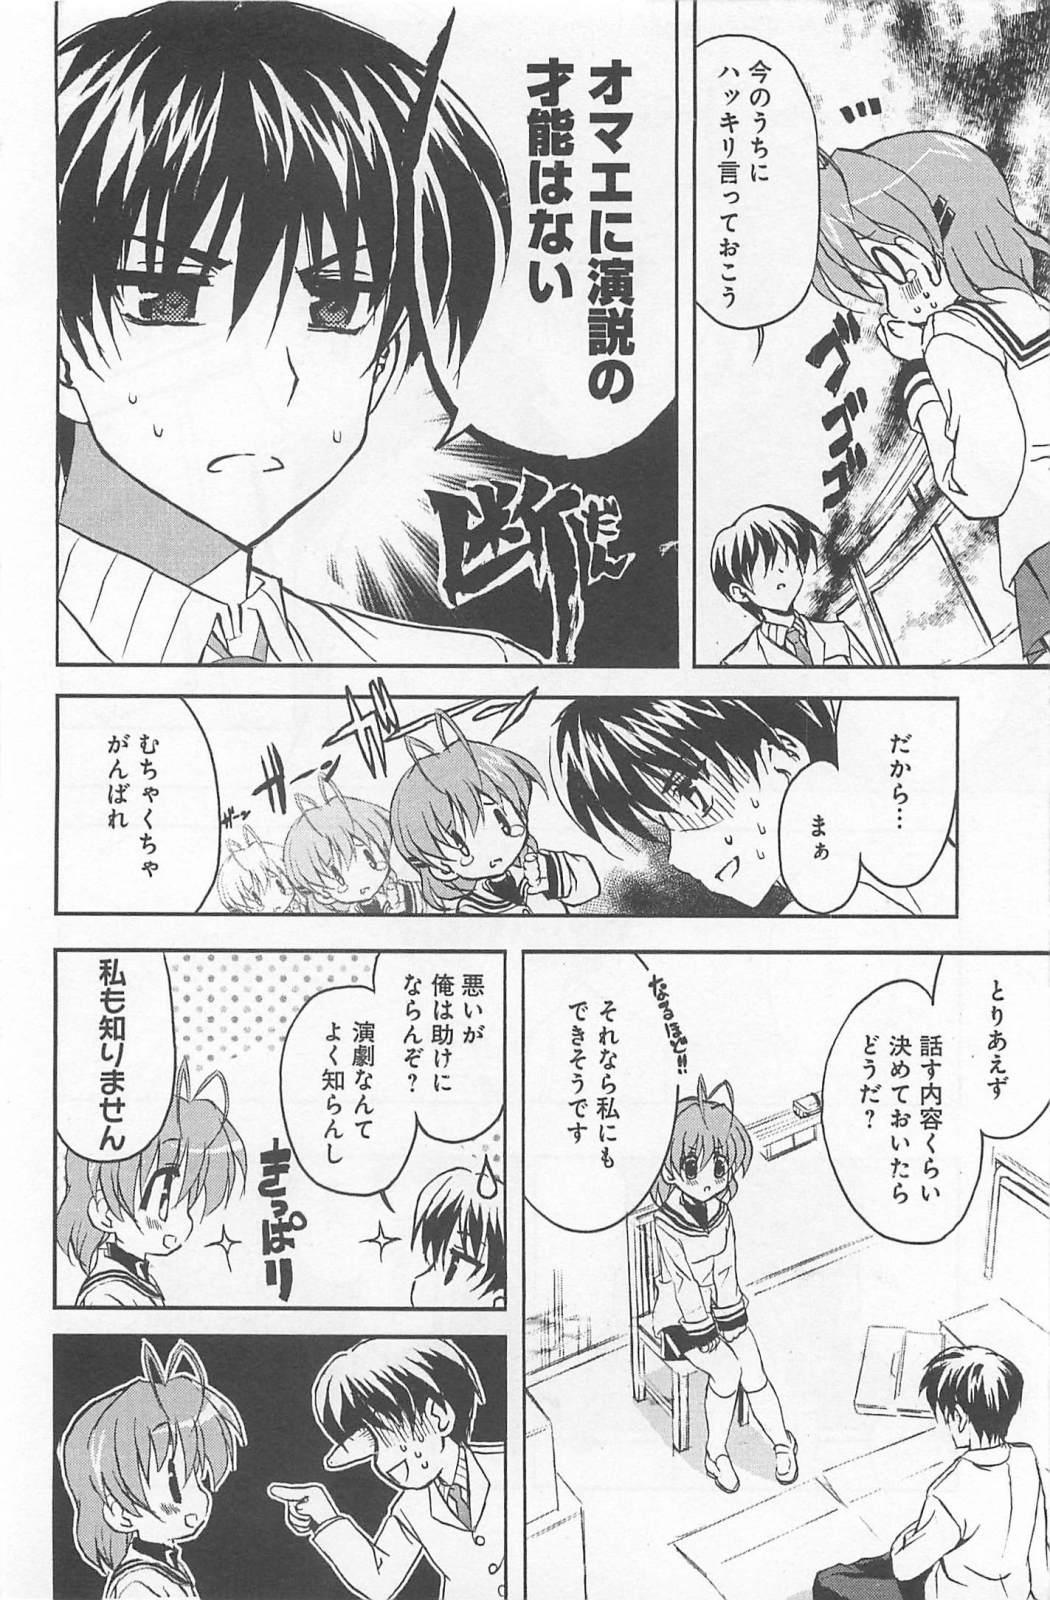 今のうちに
ハッキリ言っておこう
ゴゴゴゴ
オマエに演説の
才能はない
断
だん
だから…
まぁ
むちゃくちゃ
がんばれ
ガーン
とりあえず
話す内容くらい
決めておいたら
どうだ？
なるほど!!
それなら私にも
できそうです
悪いが
俺は助けに
ならんぞ？
演劇なんて
よく知らんし
きっぱり
私も知りません